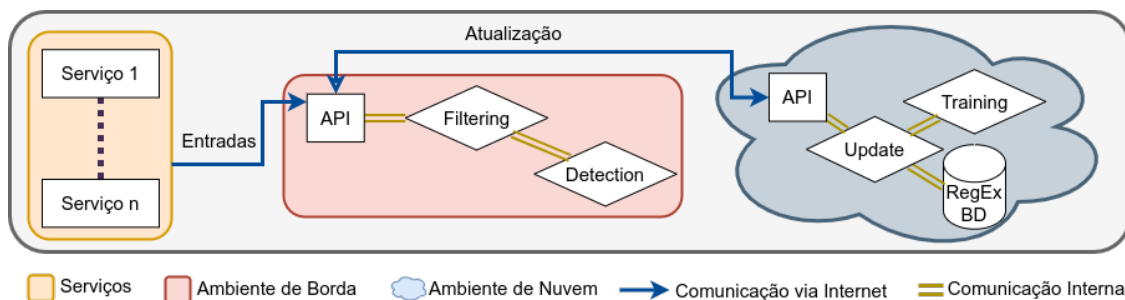 Atualização
Serviço 1
Entradas
Serviço n
API
Filtering
Detection
API
Training
Update
RegEx
BD
Serviços
Ambiente de Borda
Ambiente de Nuvem
Comunicação via Internet
Comunicação Interna